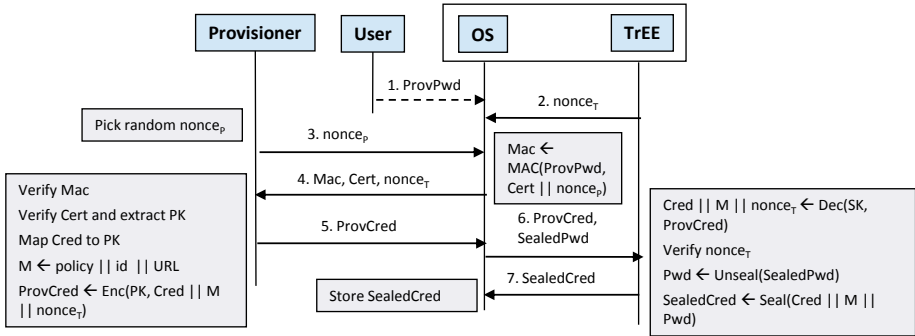 Provisioner
User
OS
TrEE
1. ProvPwd
2. nonce_T
Pick random nonce_P
3. nonce_P
Mac ←
MAC(ProvPwd,
Cert || nonce_P)
4. Mac, Cert, nonce_T
Verify Mac
Verify Cert and extract PK
Map Cred to PK
M ← policy || id || URL
ProvCred ← Enc(PK, Cred || M
|| nonce_T)
5. ProvCred
6. ProvCred,
SealedPwd
Cred || M || nonce_T ← Dec(SK,
ProvCred)
Verify nonce_T
Pwd ← Unseal(SealedPwd)
SealedCred ← Seal(Cred || M ||
Pwd)
7. SealedCred
Store SealedCred